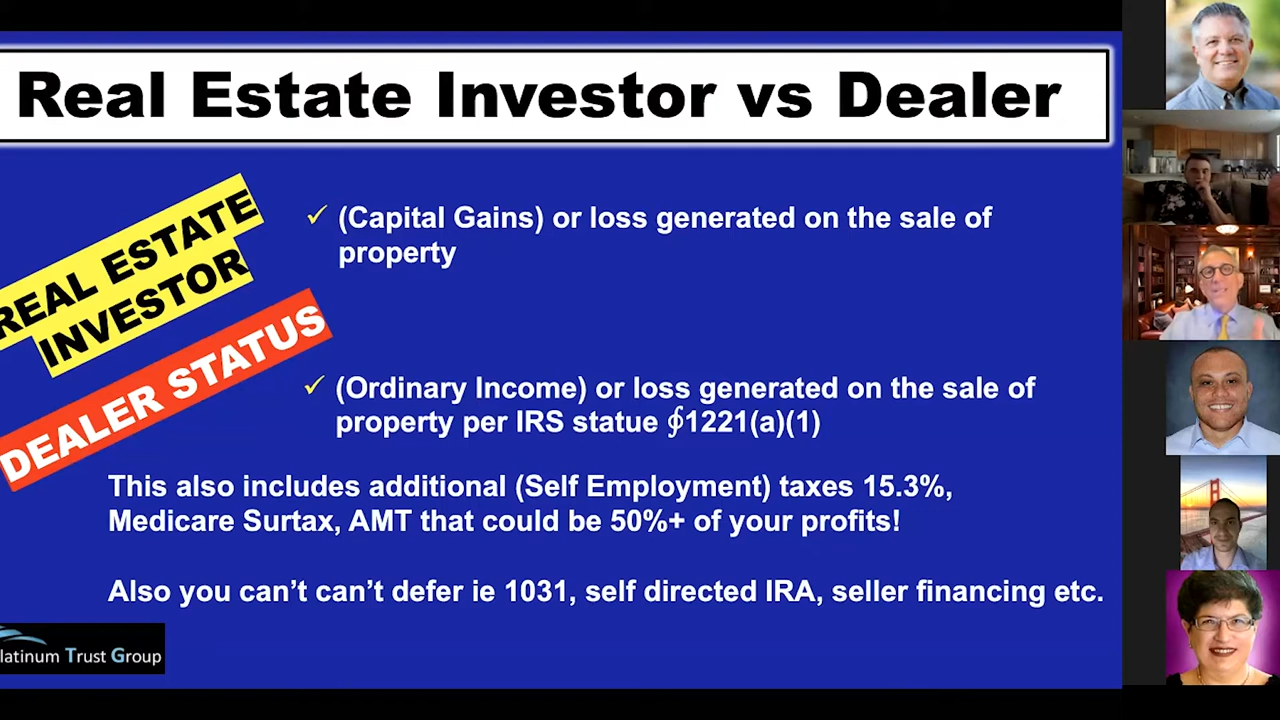 Real Estate Investor vs Dealer
REAL ESTATE
INVESTOR
✓ (Capital Gains) or loss generated on the sale of
property
DEALER STATUS
✓ (Ordinary Income) or loss generated on the sale of
property per IRS statue ∮1221(a)(1)
This also includes additional (Self Employment) taxes 15.3%,
Medicare Surtax, AMT that could be 50%+ of your profits!
Also you can’t can’t defer ie 1031, self directed IRA, seller financing etc.
latinum Trust Group